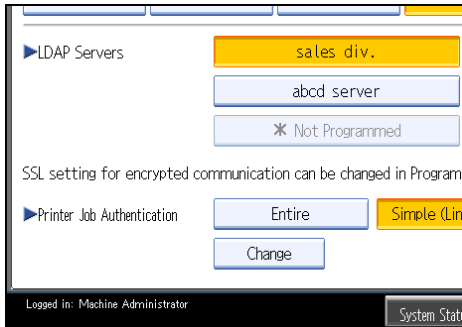 ▶LDAP Servers
sales div.
abcd server
* Not Programmed
SSL setting for encrypted communication can be changed in Program
▶Printer Job Authentication
Entire
Simple (Lin
Change
Logged in: Machine Administrator
System Stat